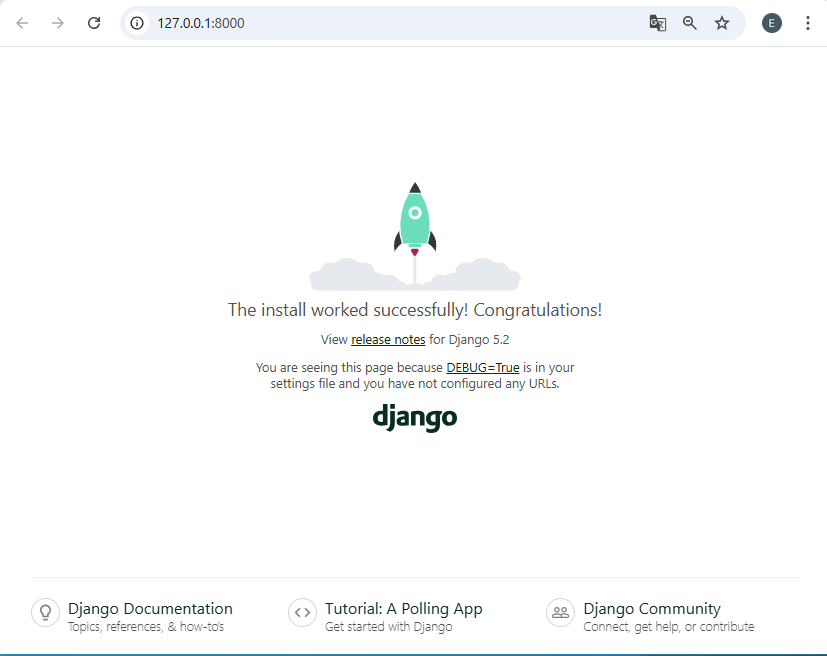 127.0.0.1:8000
E
The install worked successfully! Congratulations!
View release notes for Django 5.2
You are seeing this page because DEBUG=True is in your
settings file and you have not configured any URLs.
django
Django Documentation
Topics, references, & how-to's
Tutorial: A Polling App
Get started with Django
Django Community
Connect, get help, or contribute